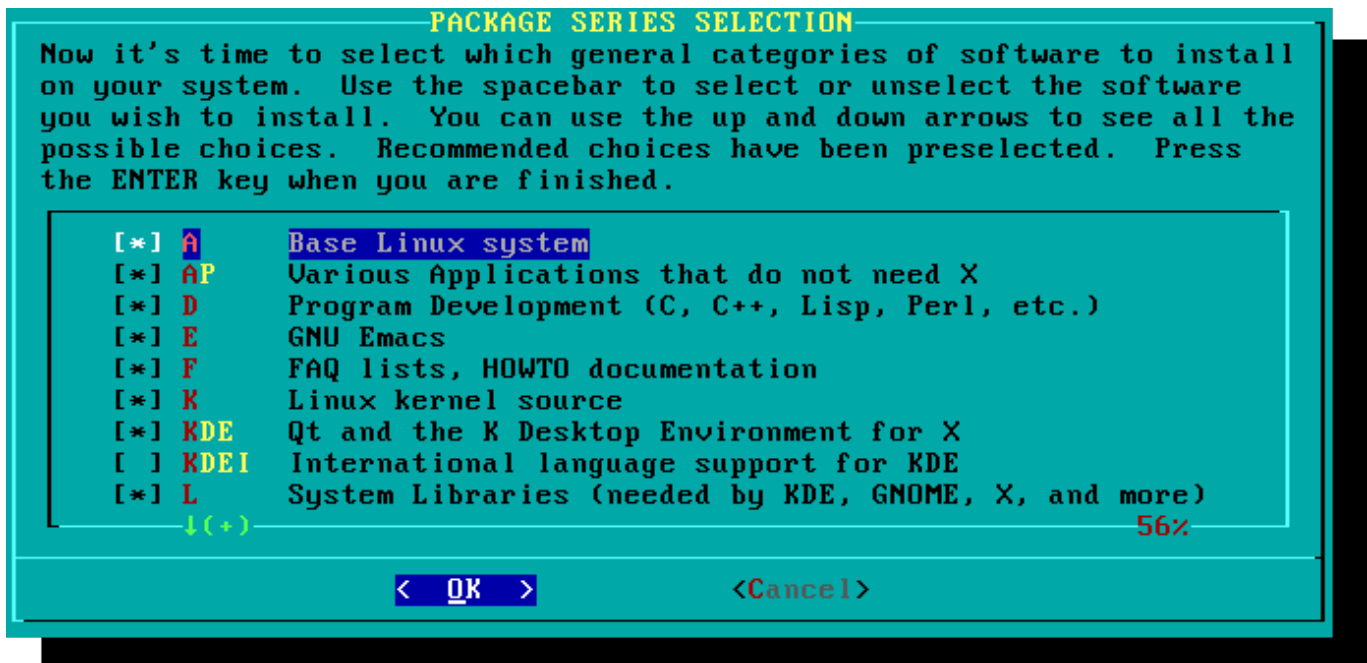 PACKAGE SERIES SELECTION
Now it's time to select which general categories of software to install
on your system.  Use the spacebar to select or unselect the software
you wish to install.  You can use the up and down arrows to see all the
possible choices.  Recommended choices have been preselected.  Press
the ENTER key when you are finished.
[*] A Base Linux system
[*] AP Various Applications that do not need X
[*] D Program Development (C, C++, Lisp, Perl, etc.)
[*] E GNU Emacs
[*] F FAQ lists, HOWTO documentation
[*] K Linux kernel source
[*] KDE Qt and the K Desktop Environment for X
[ ] KDEI International language support for KDE
[*] L System Libraries (needed by KDE, GNOME, X, and more)
↓(+) 56%
< OK > <Cancel>